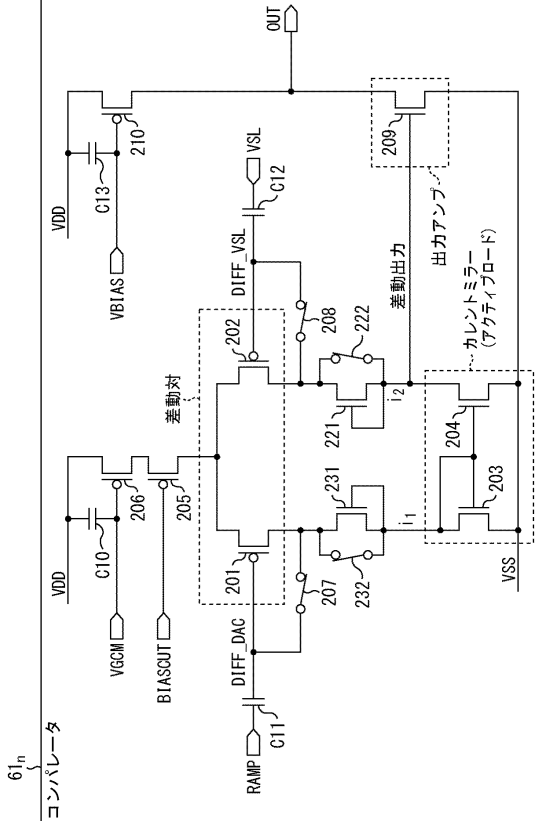 61n
コンパレータ
VDD
C10
VGCM
206
BIASCUT
205
VDD
C13
VBIAS
210
OUT
差動対
201
202
DIFF_DAC
RAMP
C11
DIFF_VSL
VSL
C12
207
208
232
231
221
222
i1
i2
差動出力
209
出力アンプ
カレントミラー
(アクティブロード)
203
204
VSS